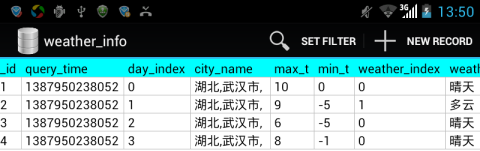 3G 13:50
weather_info SET FILTER NEW RECORD
_id query_time day_index city_name max_t min_t weather_index weath
1 1387950238052 0 湖北,武汉市, 10 0 0 晴天
2 1387950238052 1 湖北,武汉市, 9 -5 1 多云
3 1387950238052 2 湖北,武汉市, 6 -5 0 晴天
4 1387950238052 3 湖北,武汉市, 8 -1 0 晴天